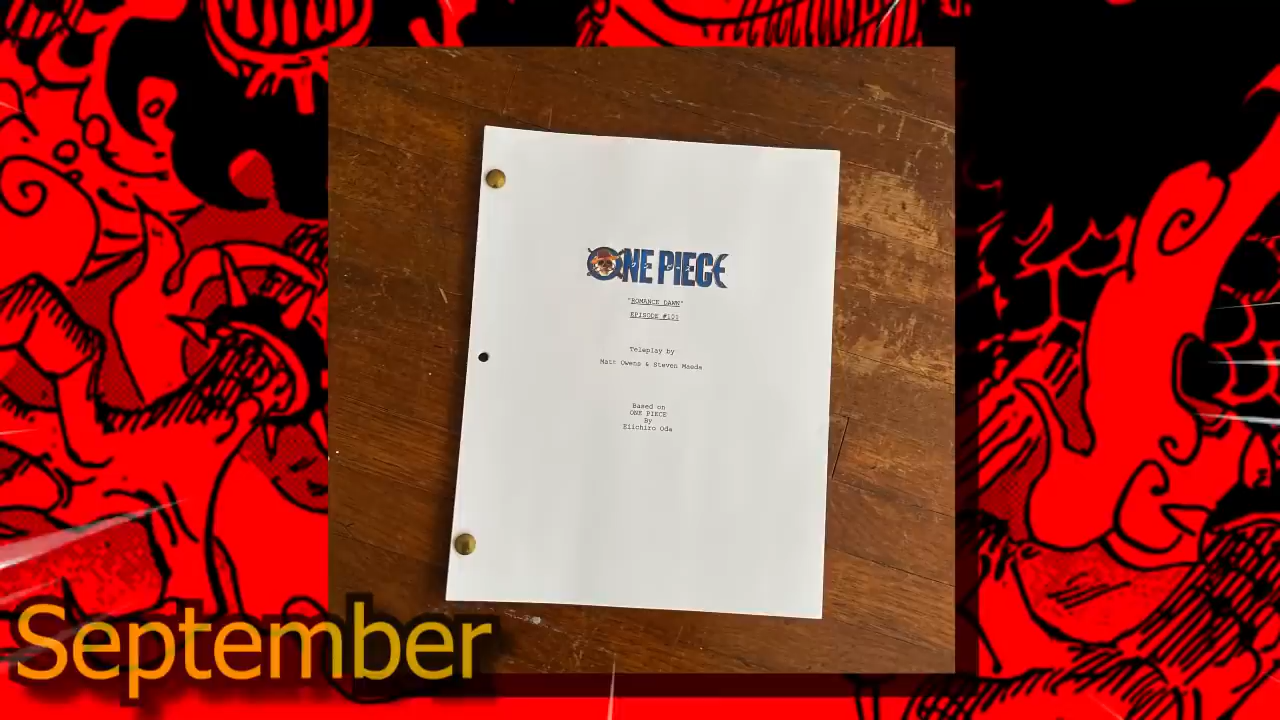 ONE PIECE
"ROMANCE DAWN"
EPISODE #101
Teleplay by
Matt Owens & Steven Maeda
Based on
ONE PIECE
By
Eiichiro Oda
September